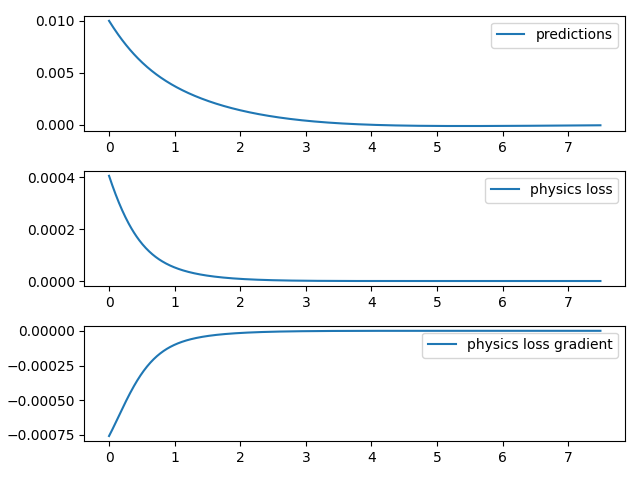 0.010
0.005
0.000
predictions
0 1 2 3 4 5 6 7
0.0004
0.0002
0.0000
physics loss
0 1 2 3 4 5 6 7
0.00000
−0.00025
−0.00050
−0.00075
physics loss gradient
0 1 2 3 4 5 6 7